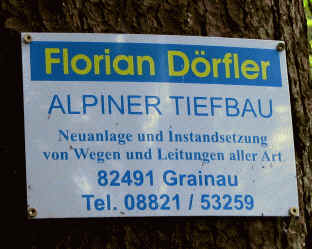 Florian Dörfler
ALPINER TIEFBAU
Neuanlage und Instandsetzung
von Wegen und Leitungen aller Art
82491 Grainau
Tel. 08821 / 53259